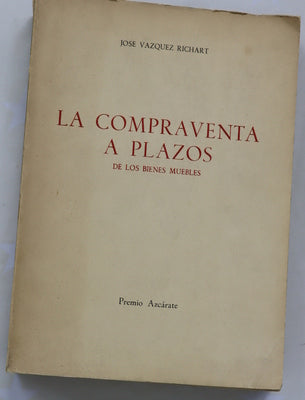 JOSE VAZQUEZ RICHART
LA COMPRAVENTA
A PLAZOS
DE LOS BIENES MUEBLES
Premio Azcárate